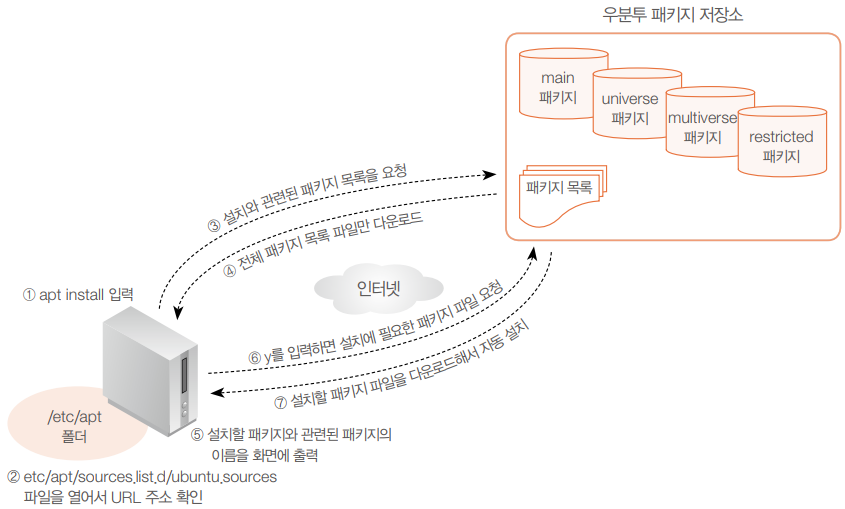 우분투 패키지 저장소
main
패키지
universe
패키지
multiverse
패키지
restricted
패키지
패키지 목록
③ 설치와 관련된 패키지 목록을 요청
④ 전체 패키지 목록 파일만 다운로드
인터넷
① apt install 입력
⑥ y를 입력하면 설치에 필요한 패키지 파일 요청
⑦ 설치할 패키지 파일을 다운로드해서 자동 설치
/etc/apt
폴더
⑤ 설치할 패키지와 관련된 패키지의
이름을 화면에 출력
② etc/apt/sources.list.d/ubuntu.sources
파일을 열어서 URL 주소 확인